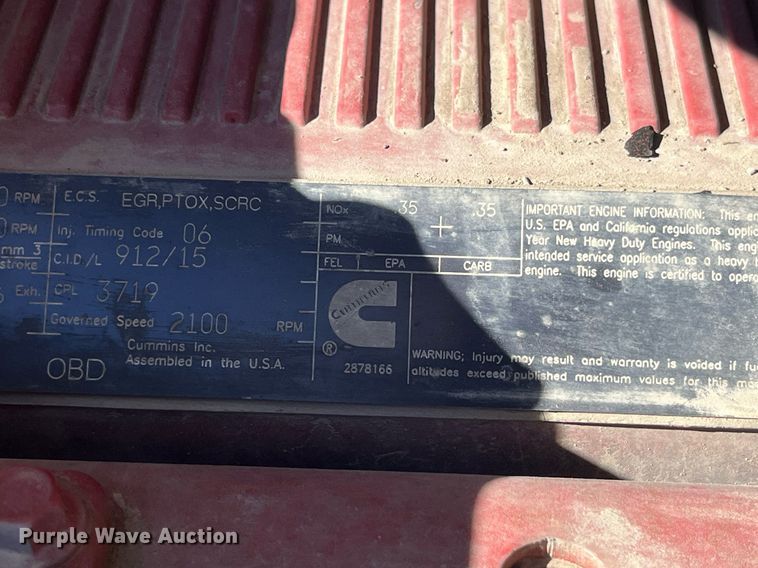 RPM E.C.S. EGR,PTOX,SCRC
RPM Inj. Timing Code 06
mm 3
stroke C.I.D/L 912/15
Exh. CPL 3719
Governed Speed 2100 RPM
Cummins Inc.
Assembled in the U.S.A.
OBD
NOx .35 .35
PM
FEL EPA CARB
Cummins
®
2878166
IMPORTANT ENGINE INFORMATION: This en
U.S. EPA and California regulations applic
Year New Heavy Duty Engines. This engi
intended service application as a heavy
engine. This engine is certified to opera
WARNING; Injury may result and warranty is voided if fu
altitudes exceed published maximum values for this mo
Purple Wave Auction